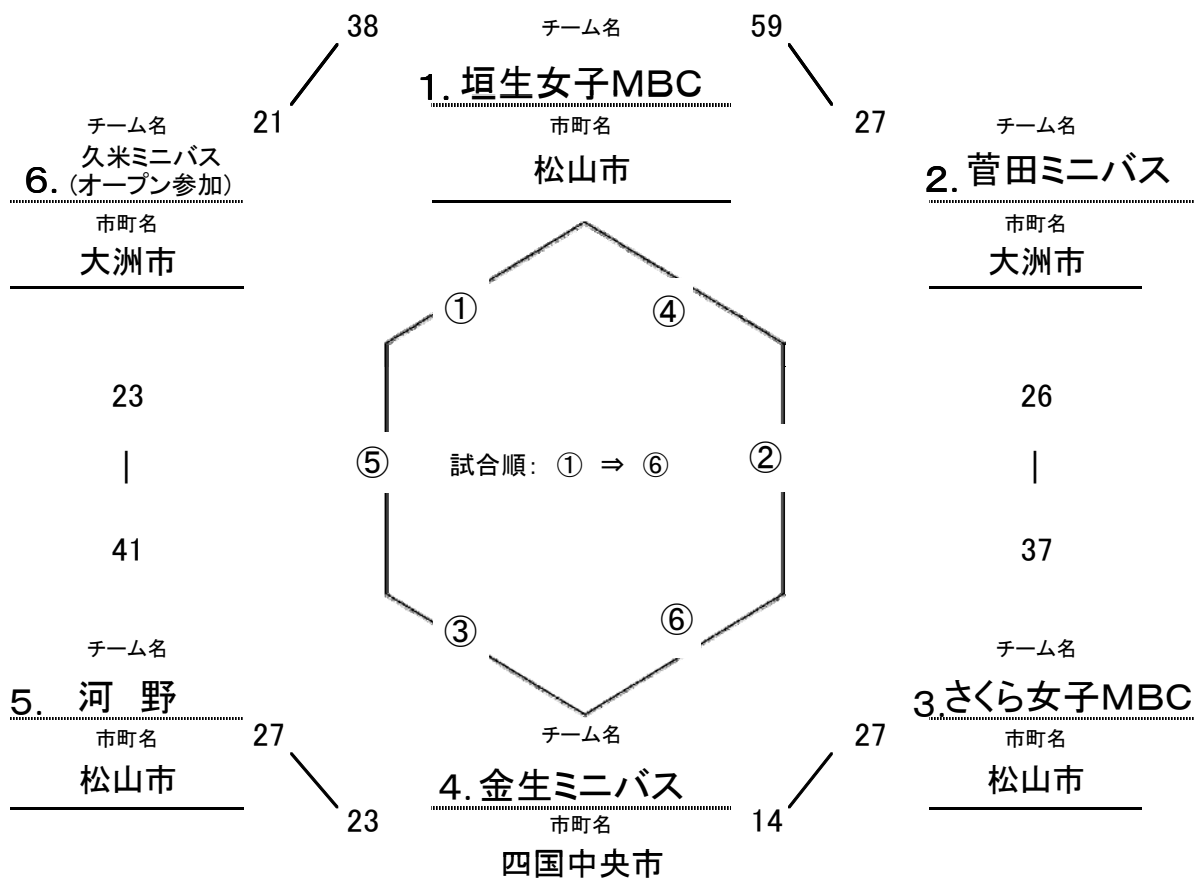 38
チーム名
59
1. 垣生女子MBC
チーム名
21
市町名
27
チーム名
6. 久米ミニバス
(オープン参加)
松山市
2. 菅田ミニバス
市町名
大洲市
市町名
大洲市
①
④
23
26
|
⑤
試合順： ① ⇒ ⑥
②
|
41
37
③
⑥
チーム名
チーム名
5. 河 野
3.さくら女子MBC
市町名
27
チーム名
27
市町名
松山市
4. 金生ミニバス
松山市
23
市町名
14
四国中央市